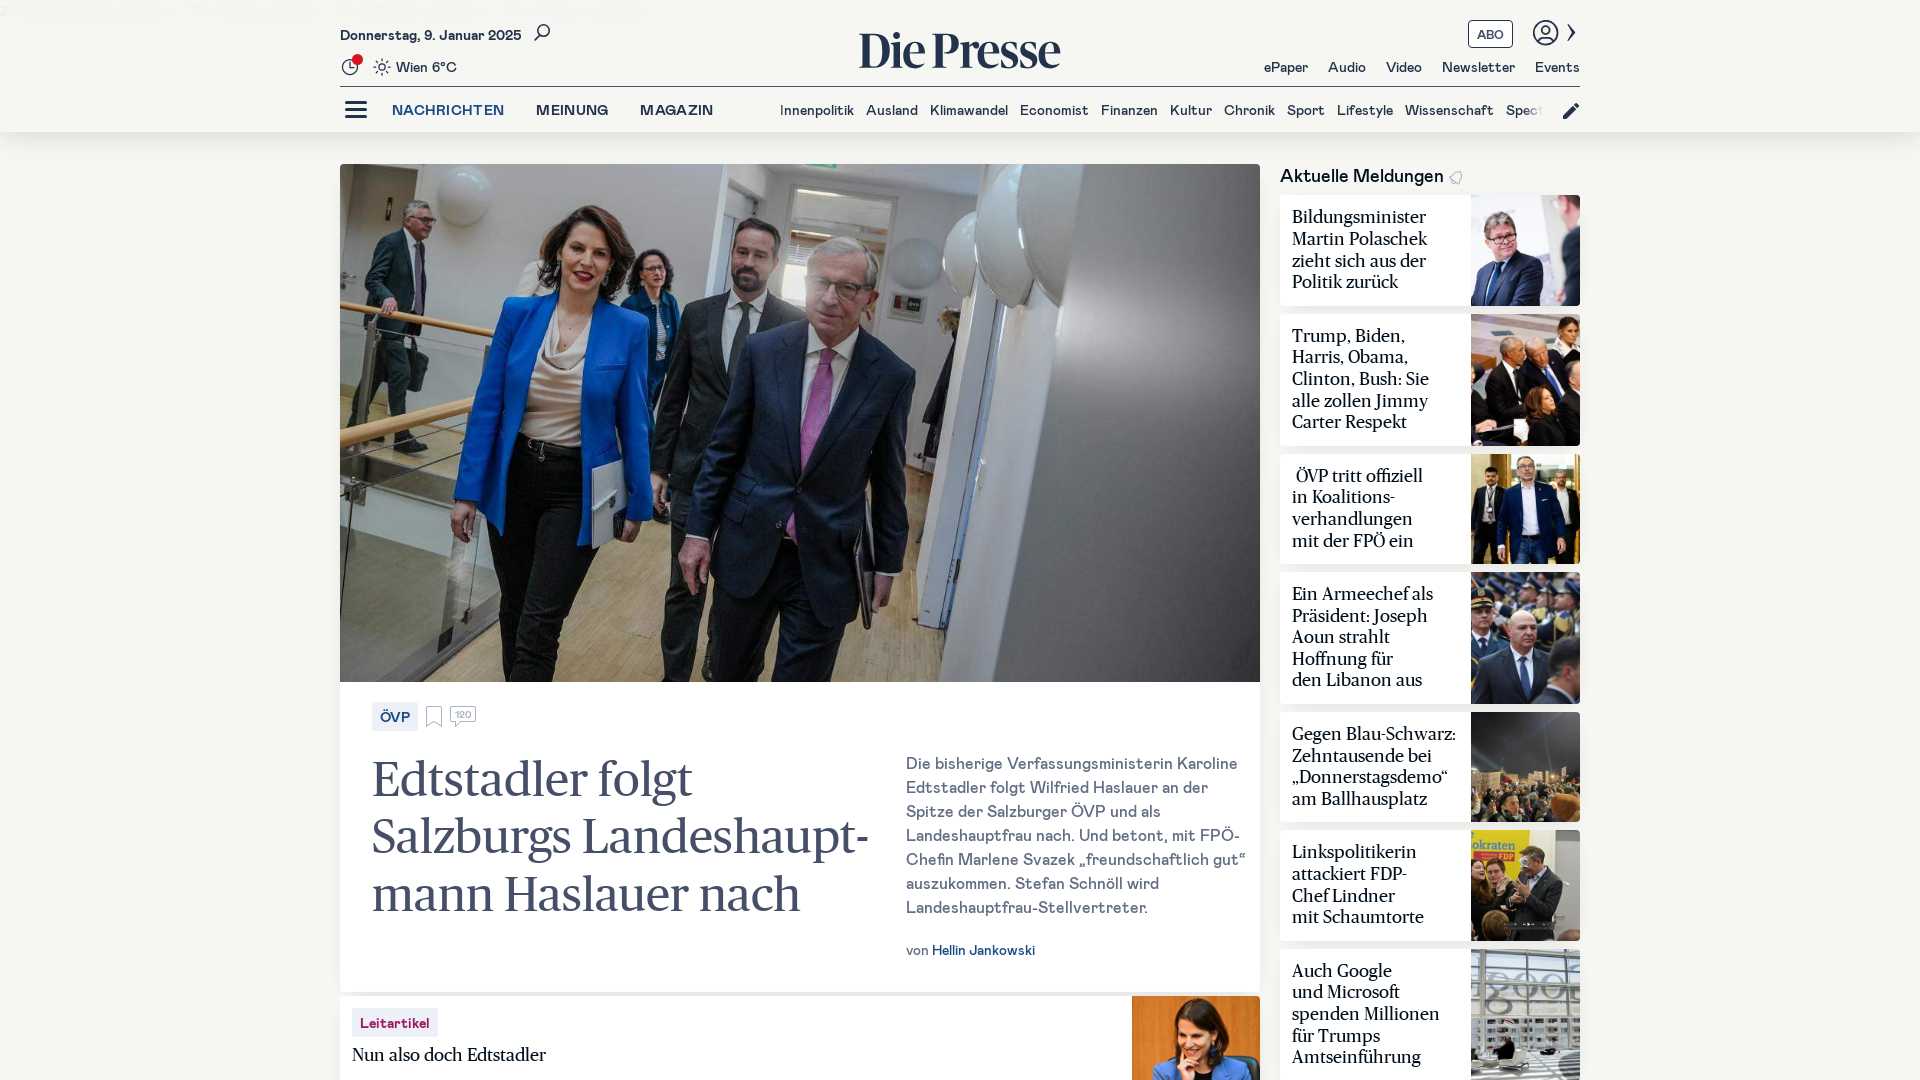 Donnerstag, 9. Januar 2025
Wien 6°C
Die Presse
ABO
ePaper Audio Video Newsletter Events
NACHRICHTEN MEINUNG MAGAZIN
Innenpolitik Ausland Klimawandel Economist Finanzen Kultur Chronik Sport Lifestyle Wissenschaft Spect
ÖVP
120
Edtstadler folgt
Salzburgs Landeshaupt-
mann Haslauer nach
Die bisherige Verfassungsministerin Karoline
Edtstadler folgt Wilfried Haslauer an der
Spitze der Salzburger ÖVP und als
Landeshauptfrau nach. Und betont, mit FPÖ-
Chefin Marlene Svazek „freundschaftlich gut“
auszukommen. Stefan Schnöll wird
Landeshauptfrau-Stellvertreter.
von Hellin Jankowski
Leitartikel
Nun also doch Edtstadler
Aktuelle Meldungen
Bildungsminister
Martin Polaschek
zieht sich aus der
Politik zurück
Trump, Biden,
Harris, Obama,
Clinton, Bush: Sie
alle zollen Jimmy
Carter Respekt
ÖVP tritt offiziell
in Koalitions-
verhandlungen
mit der FPÖ ein
Ein Armeechef als
Präsident: Joseph
Aoun strahlt
Hoffnung für
den Libanon aus
Gegen Blau-Schwarz:
Zehntausende bei
„Donnerstagsdemo“
am Ballhausplatz
Linkspolitikerin
attackiert FDP-
Chef Lindner
mit Schaumtorte
okraten
FDP
Auch Google
und Microsoft
spenden Millionen
für Trumps
Amtseinführung